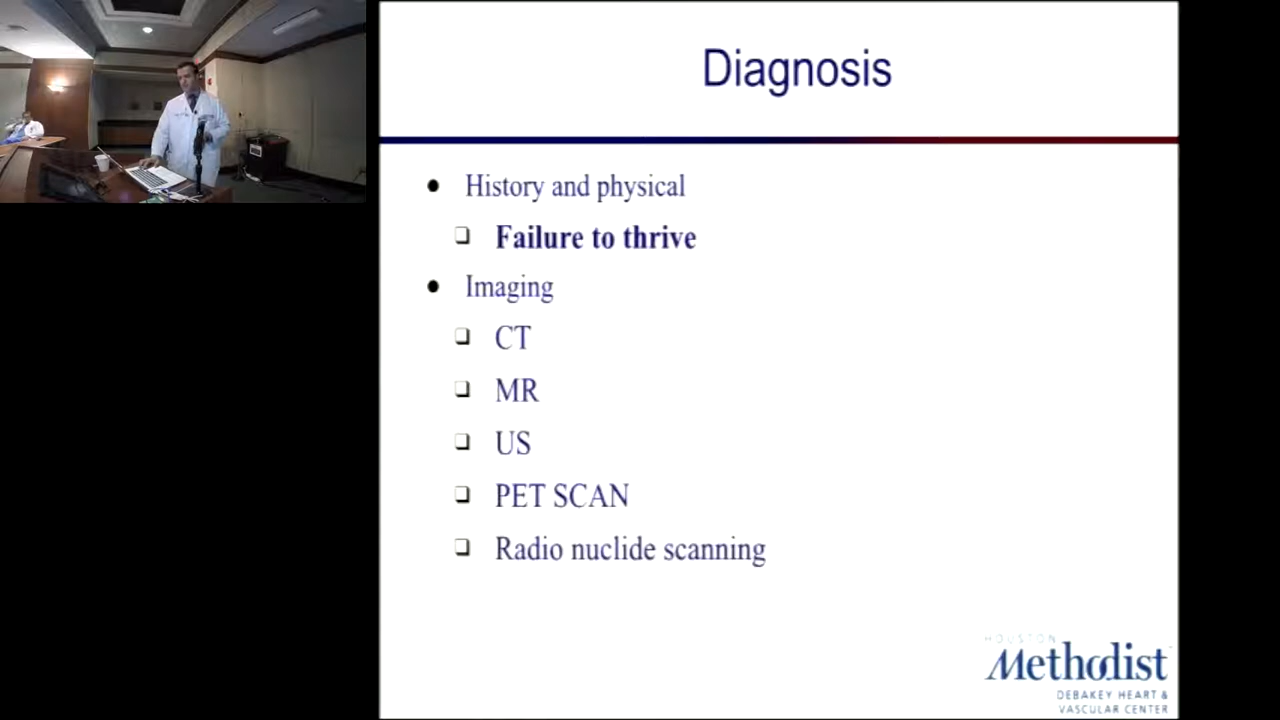 Diagnosis
History and physical
Failure to thrive
Imaging
CT
MR
US
PET SCAN
Radio nuclide scanning
HOUSTON
Methodist
DEBAKEY HEART &
VASCULAR CENTER